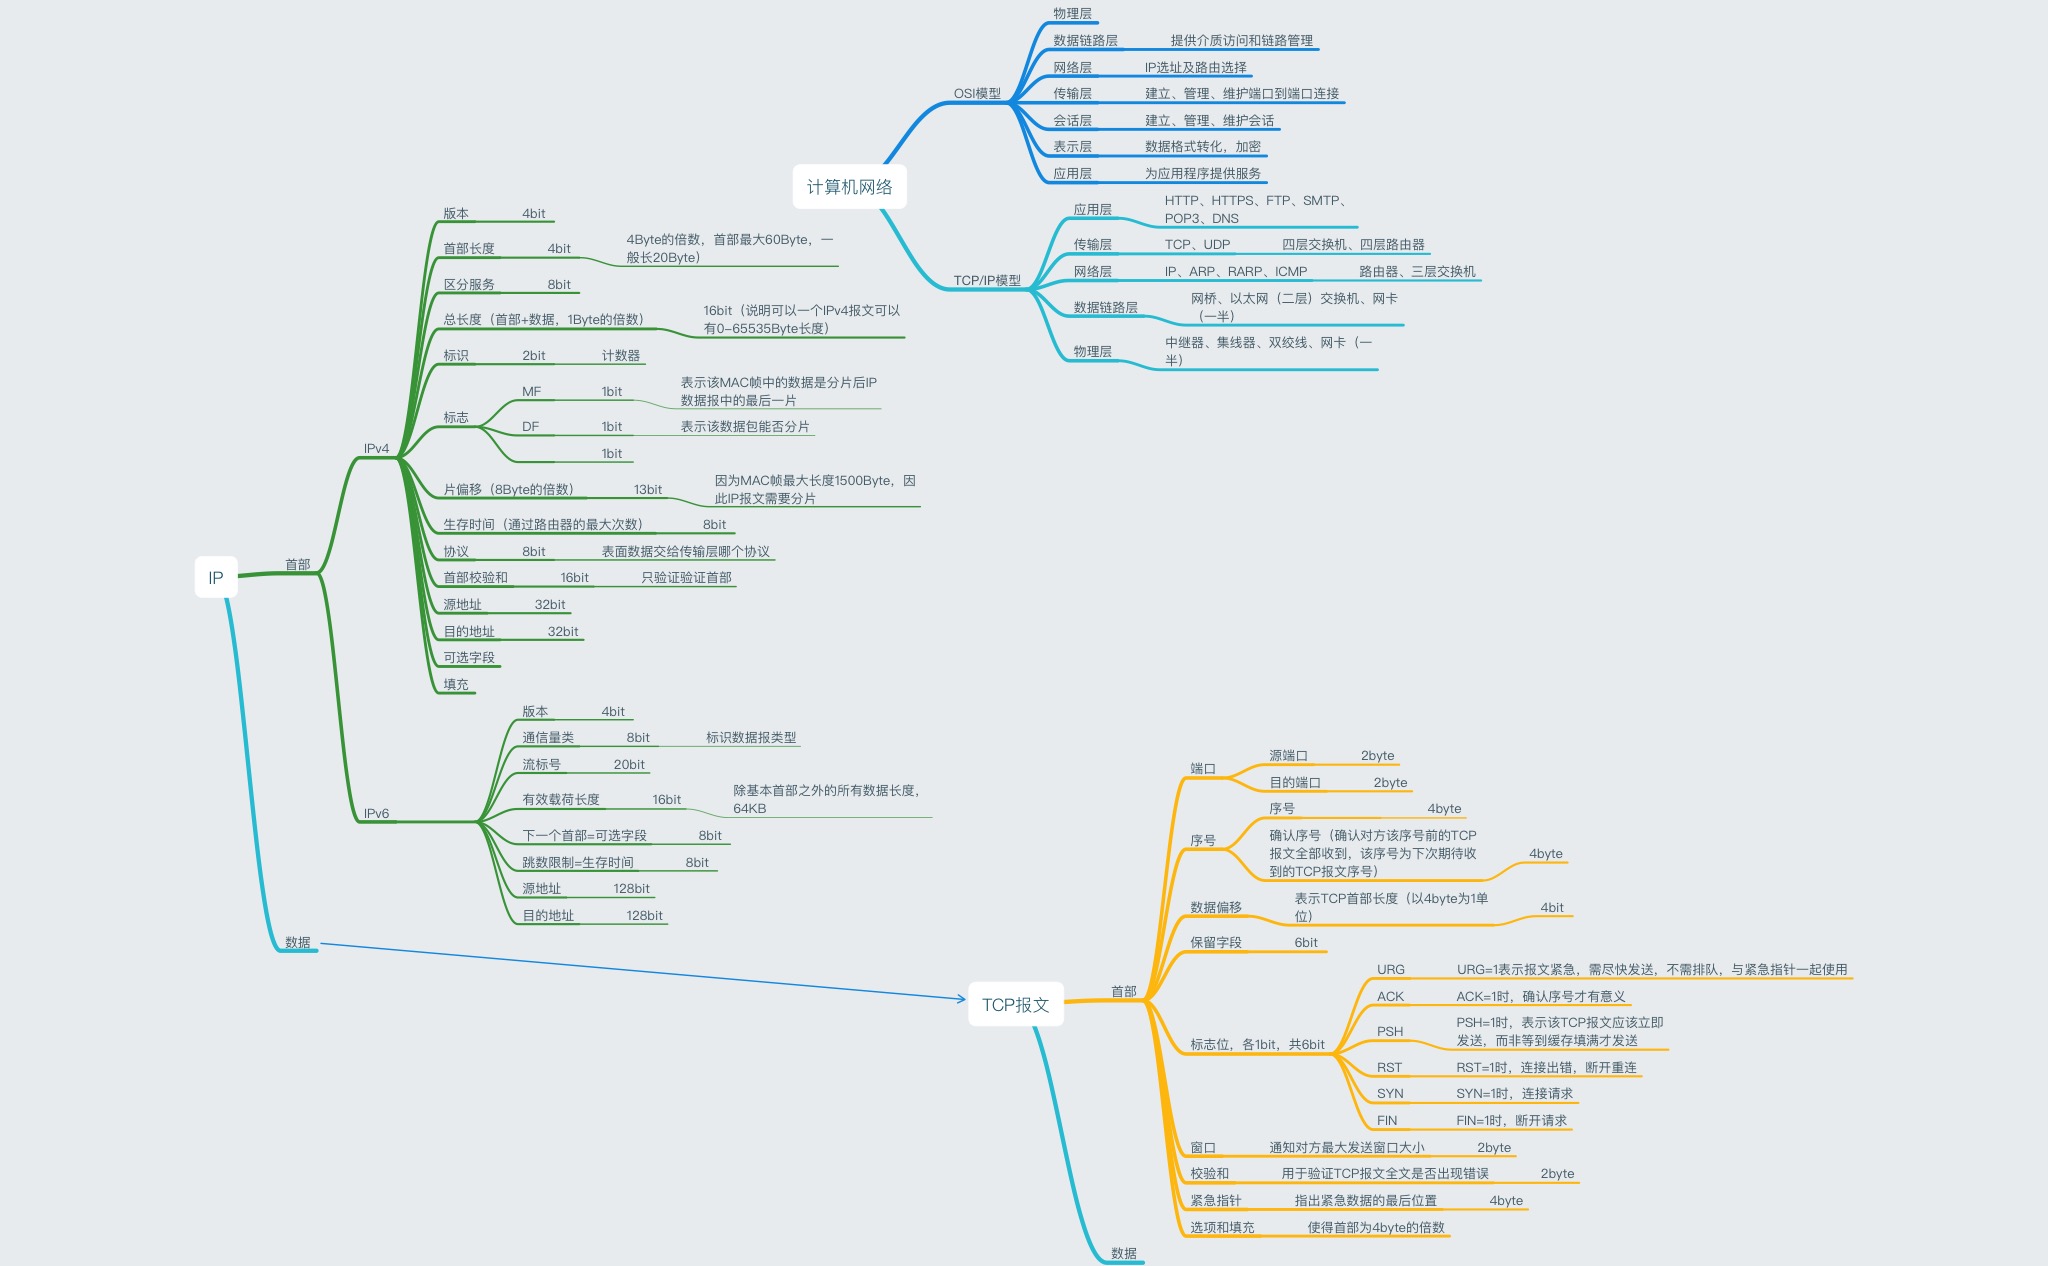 计算机网络
OSI模型
物理层
数据链路层
提供介质访问和链路管理
网络层
IP选址及路由选择
传输层
建立、管理、维护端口到端口连接
会话层
建立、管理、维护会话
表示层
数据格式转化，加密
应用层
为应用程序提供服务
TCP/IP模型
应用层
HTTP、HTTPS、FTP、SMTP、
POP3、DNS
传输层
TCP、UDP
四层交换机、四层路由器
网络层
IP、ARP、RARP、ICMP
路由器、三层交换机
数据链路层
网桥、以太网（二层）交换机、网卡
（一半）
物理层
中继器、集线器、双绞线、网卡（一
半）
IP
首部
IPv4
版本
4bit
首部长度
4bit
4Byte的倍数，首部最大60Byte，一
般长20Byte）
区分服务
8bit
总长度（首部+数据，1Byte的倍数）
16bit（说明可以一个IPv4报文可以
有0-65535Byte长度）
标识
2bit
计数器
标志
MF
1bit
表示该MAC帧中的数据是分片后IP
数据报中的最后一片
DF
1bit
表示该数据包能否分片
1bit
片偏移（8Byte的倍数）
13bit
因为MAC帧最大长度1500Byte，因
此IP报文需要分片
生存时间（通过路由器的最大次数）
8bit
协议
8bit
表面数据交给传输层哪个协议
首部校验和
16bit
只验证验证首部
源地址
32bit
目的地址
32bit
可选字段
填充
IPv6
版本
4bit
通信量类
8bit
标识数据报类型
流标号
20bit
有效载荷长度
16bit
除基本首部之外的所有数据长度，
64KB
下一个首部=可选字段
8bit
跳数限制=生存时间
8bit
源地址
128bit
目的地址
128bit
数据
TCP报文
首部
端口
源端口
2byte
目的端口
2byte
序号
序号
4byte
确认序号（确认对方该序号前的TCP
报文全部收到，该序号为下次期待收
到的TCP报文序号）
4byte
数据偏移
表示TCP首部长度（以4byte为1单
位）
4bit
保留字段
6bit
标志位，各1bit，共6bit
URG
URG=1表示报文紧急，需尽快发送，不需排队，与紧急指针一起使用
ACK
ACK=1时，确认序号才有意义
PSH
PSH=1时，表示该TCP报文应该立即
发送，而非等到缓存填满才发送
RST
RST=1时，连接出错，断开重连
SYN
SYN=1时，连接请求
FIN
FIN=1时，断开请求
窗口
通知对方最大发送窗口大小
2byte
校验和
用于验证TCP报文全文是否出现错误
2byte
紧急指针
指出紧急数据的最后位置
4byte
选项和填充
使得首部为4byte的倍数
数据